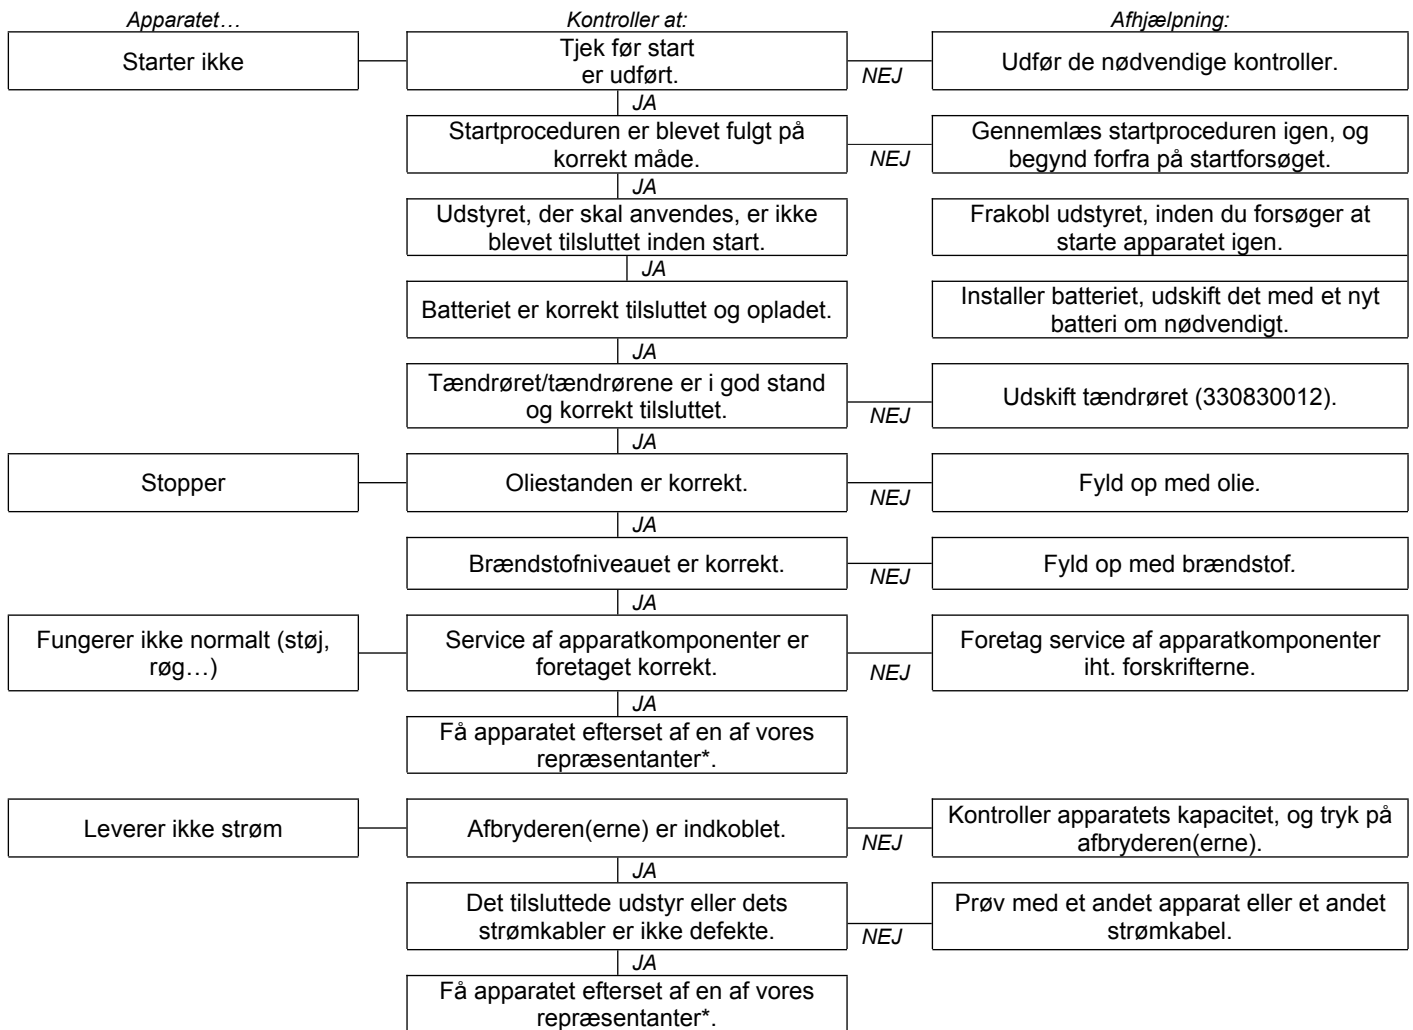 Apparatet…
Kontroller at:
Afhjælpning:
Starter ikke
Tjek før start
er udført.
NEJ
Udfør de nødvendige kontroller.
JA
Startproceduren er blevet fulgt på
korrekt måde.
NEJ
Gennemlæs startproceduren igen, og
begynd forfra på startforsøget.
JA
Udstyret, der skal anvendes, er ikke
blevet tilsluttet inden start.
Frakobl udstyret, inden du forsøger at
starte apparatet igen.
JA
Batteriet er korrekt tilsluttet og opladet.
Installer batteriet, udskift det med et nyt
batteri om nødvendigt.
JA
Tændrøret/tændrørene er i god stand
og korrekt tilsluttet.
NEJ
Udskift tændrøret (330830012).
JA
Stopper
Oliestanden er korrekt.
NEJ
Fyld op med olie.
JA
Brændstofniveauet er korrekt.
NEJ
Fyld op med brændstof.
JA
Fungerer ikke normalt (støj,
røg…)
Service af apparatkomponenter er
foretaget korrekt.
NEJ
Foretag service af apparatkomponenter
iht. forskrifterne.
JA
Få apparatet efterset af en af vores
repræsentanter*.
Leverer ikke strøm
Afbryderen(erne) er indkoblet.
NEJ
Kontroller apparatets kapacitet, og tryk på
afbryderen(erne).
JA
Det tilsluttede udstyr eller dets
strømkabler er ikke defekte.
NEJ
Prøv med et andet apparat eller et andet
strømkabel.
JA
Få apparatet efterset af en af vores
repræsentanter*.